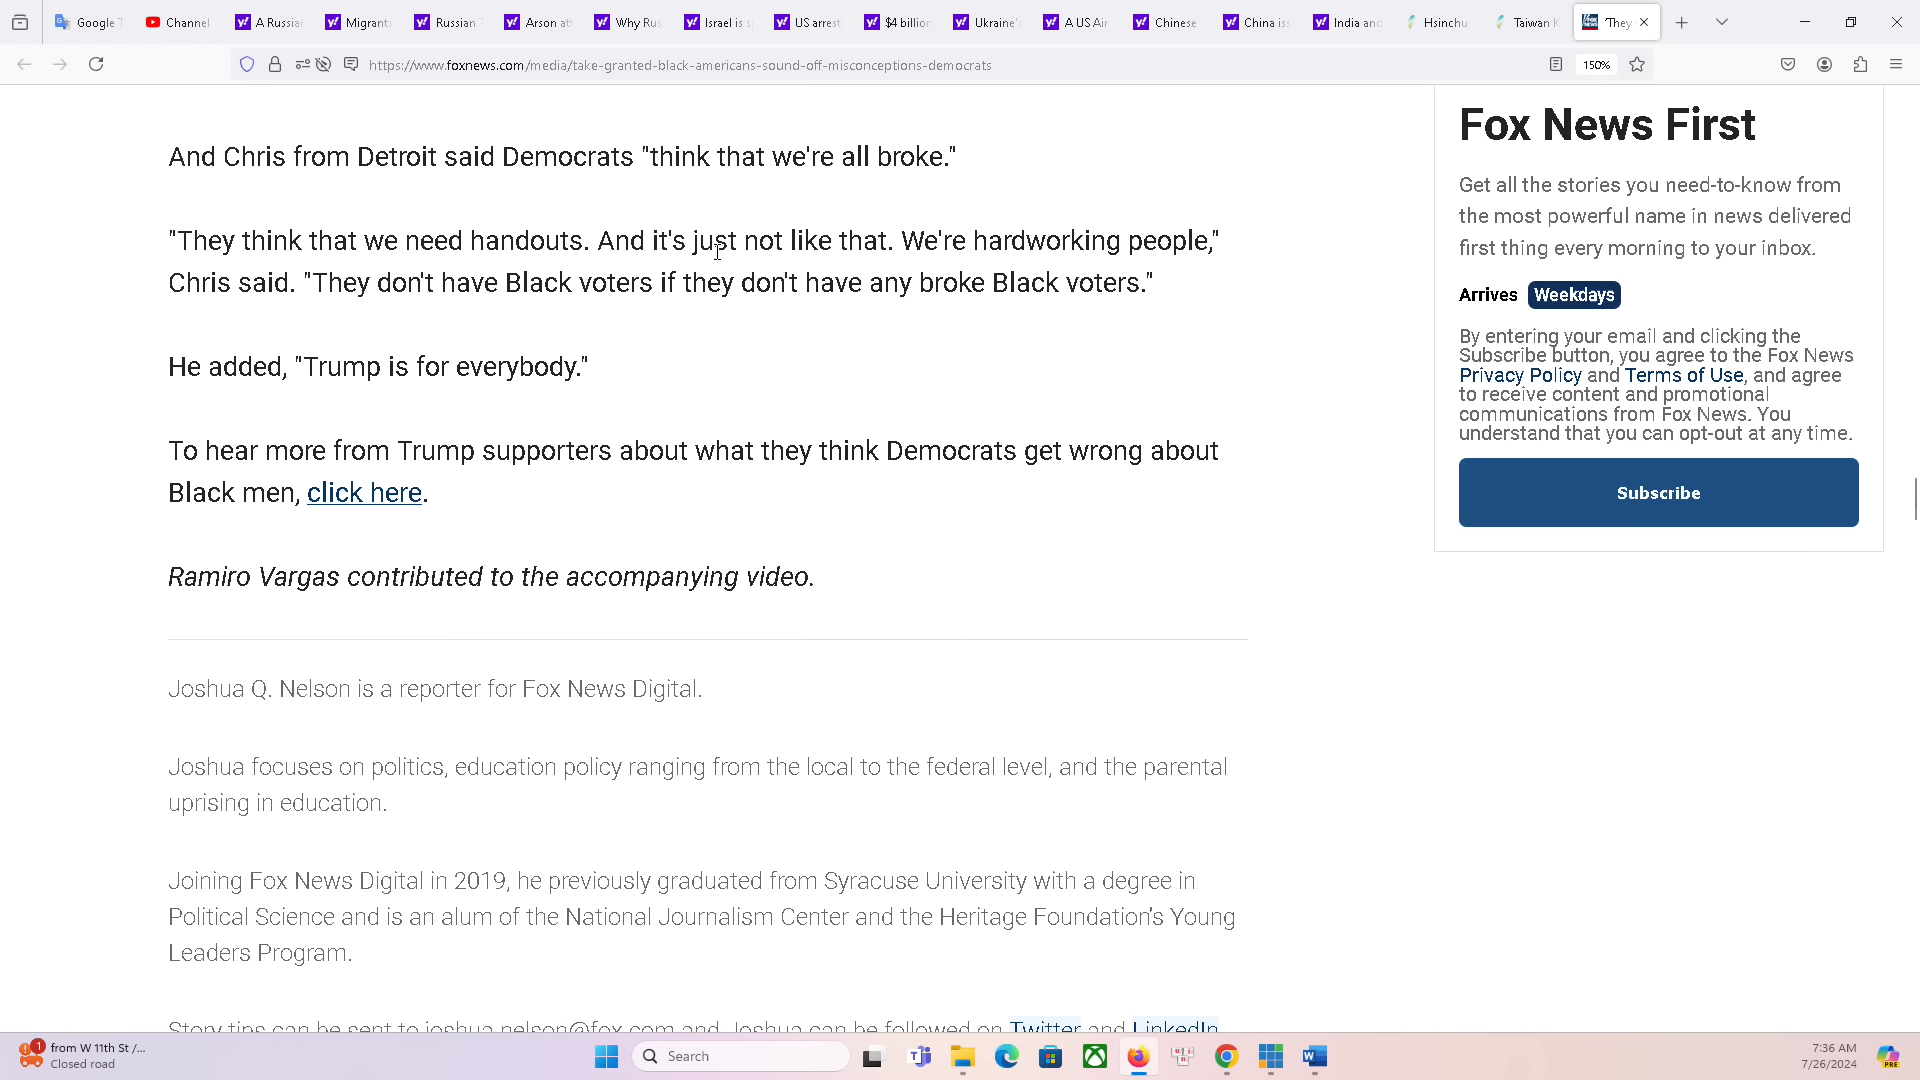 Google T
Channel
A Russia
Migrant
Russian T
Arson at
Why Rus
Israel is s
US arrest
$4 billion
Ukraine's
A US Air
Chinese
China iss
India and
Hsinchu
Taiwan K
'They
https://www.foxnews.com/media/take-granted-black-americans-sound-off-misconceptions-democrats
150%
And Chris from Detroit said Democrats "think that we're all broke."
"They think that we need handouts. And it's just not like that. We're hardworking people,"
Chris said. "They don't have Black voters if they don't have any broke Black voters."
He added, "Trump is for everybody."
To hear more from Trump supporters about what they think Democrats get wrong about
Black men, click here.
Ramiro Vargas contributed to the accompanying video.
Joshua Q. Nelson is a reporter for Fox News Digital.
Joshua focuses on politics, education policy ranging from the local to the federal level, and the parental
uprising in education.
Joining Fox News Digital in 2019, he previously graduated from Syracuse University with a degree in
Political Science and is an alum of the National Journalism Center and the Heritage Foundation's Young
Leaders Program.
Story tips can be sent to joshua.nelson@fox.com and Joshua can be followed on Twitter and LinkedIn
Fox News First
Get all the stories you need-to-know from
the most powerful name in news delivered
first thing every morning to your inbox.
Arrives Weekdays
By entering your email and clicking the
Subscribe button, you agree to the Fox News
Privacy Policy and Terms of Use, and agree
to receive content and promotional
communications from Fox News. You
understand that you can opt-out at any time.
Subscribe
1
from W 11th St /...
Closed road
Search
7:36 AM
7/26/2024